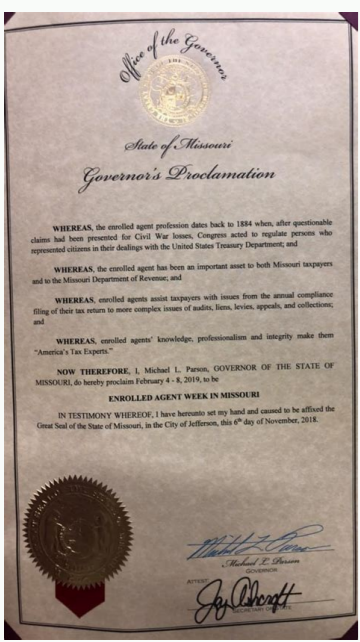 Office of the Governor
State of Missouri
Governor's Proclamation
WHEREAS, the enrolled agent profession dates back to 1884 when, after questionable
claims had been presented for Civil War losses, Congress acted to regulate persons who
represented citizens in their dealings with the United States Treasury Department; and
WHEREAS, the enrolled agent has been an important asset to both Missouri taxpayers
and to the Missouri Department of Revenue; and
WHEREAS, enrolled agents assist taxpayers with issues from the annual compliance
filing of their tax return to more complex issues of audits, liens, levies, appeals, and collections;
and
WHEREAS, enrolled agents' knowledge, professionalism and integrity make them
"America's Tax Experts."
NOW THEREFORE, I, Michael L. Parson, GOVERNOR OF THE STATE OF
MISSOURI, do hereby proclaim February 4 - 8, 2019, to be
ENROLLED AGENT WEEK IN MISSOURI
IN TESTIMONY WHEREOF, I have hereunto set my hand and caused to be affixed the
Great Seal of the State of Missouri, in the City of Jefferson, this 6th day of November, 2018.
Michael L. Parson
Michael L. Parson
GOVERNOR
ATTEST:
Jay Ashcroft
SECRETARY OF STATE